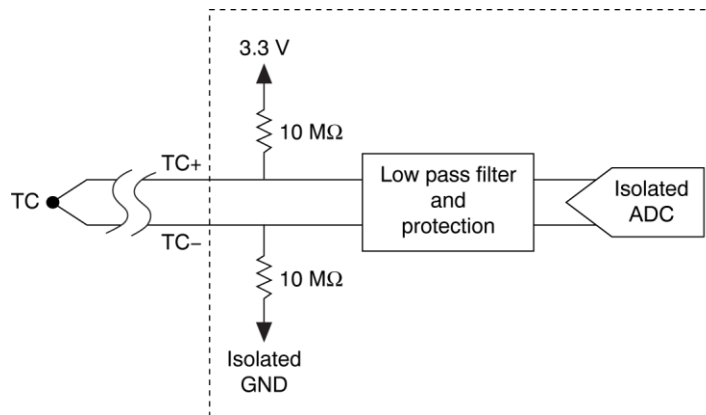 3.3 V
10 MΩ
TC+
TC
TC−
Low pass filter
and
protection
Isolated
ADC
10 MΩ
Isolated
GND